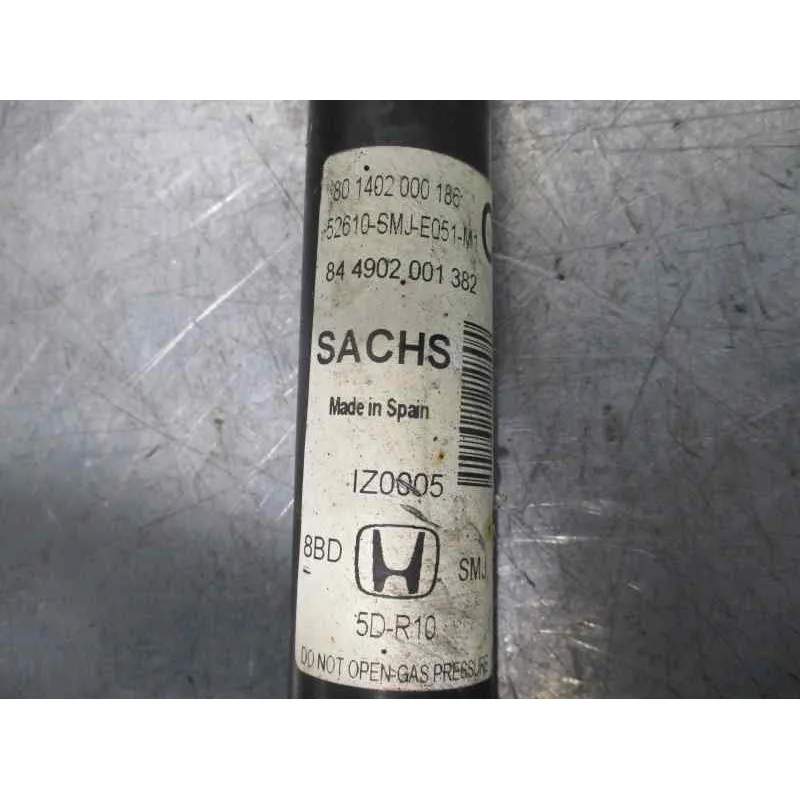 80 1402 000 186
52610-SMJ-E051-M1
84 4902 001 382
SACHS
Made in Spain
IZ0005
8BD
SMJ
5D-R10
DO NOT OPEN-GAS PRESSURE